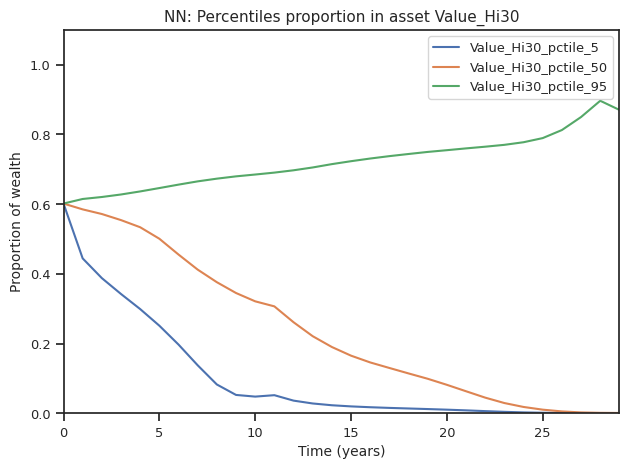 NN: Percentiles proportion in asset Value_Hi30
Value_Hi30_pctile_5
Value_Hi30_pctile_50
Value_Hi30_pctile_95
Proportion of wealth
1.0
0.8
0.6
0.4
0.2
0.0
0 5 10 15 20 25
Time (years)